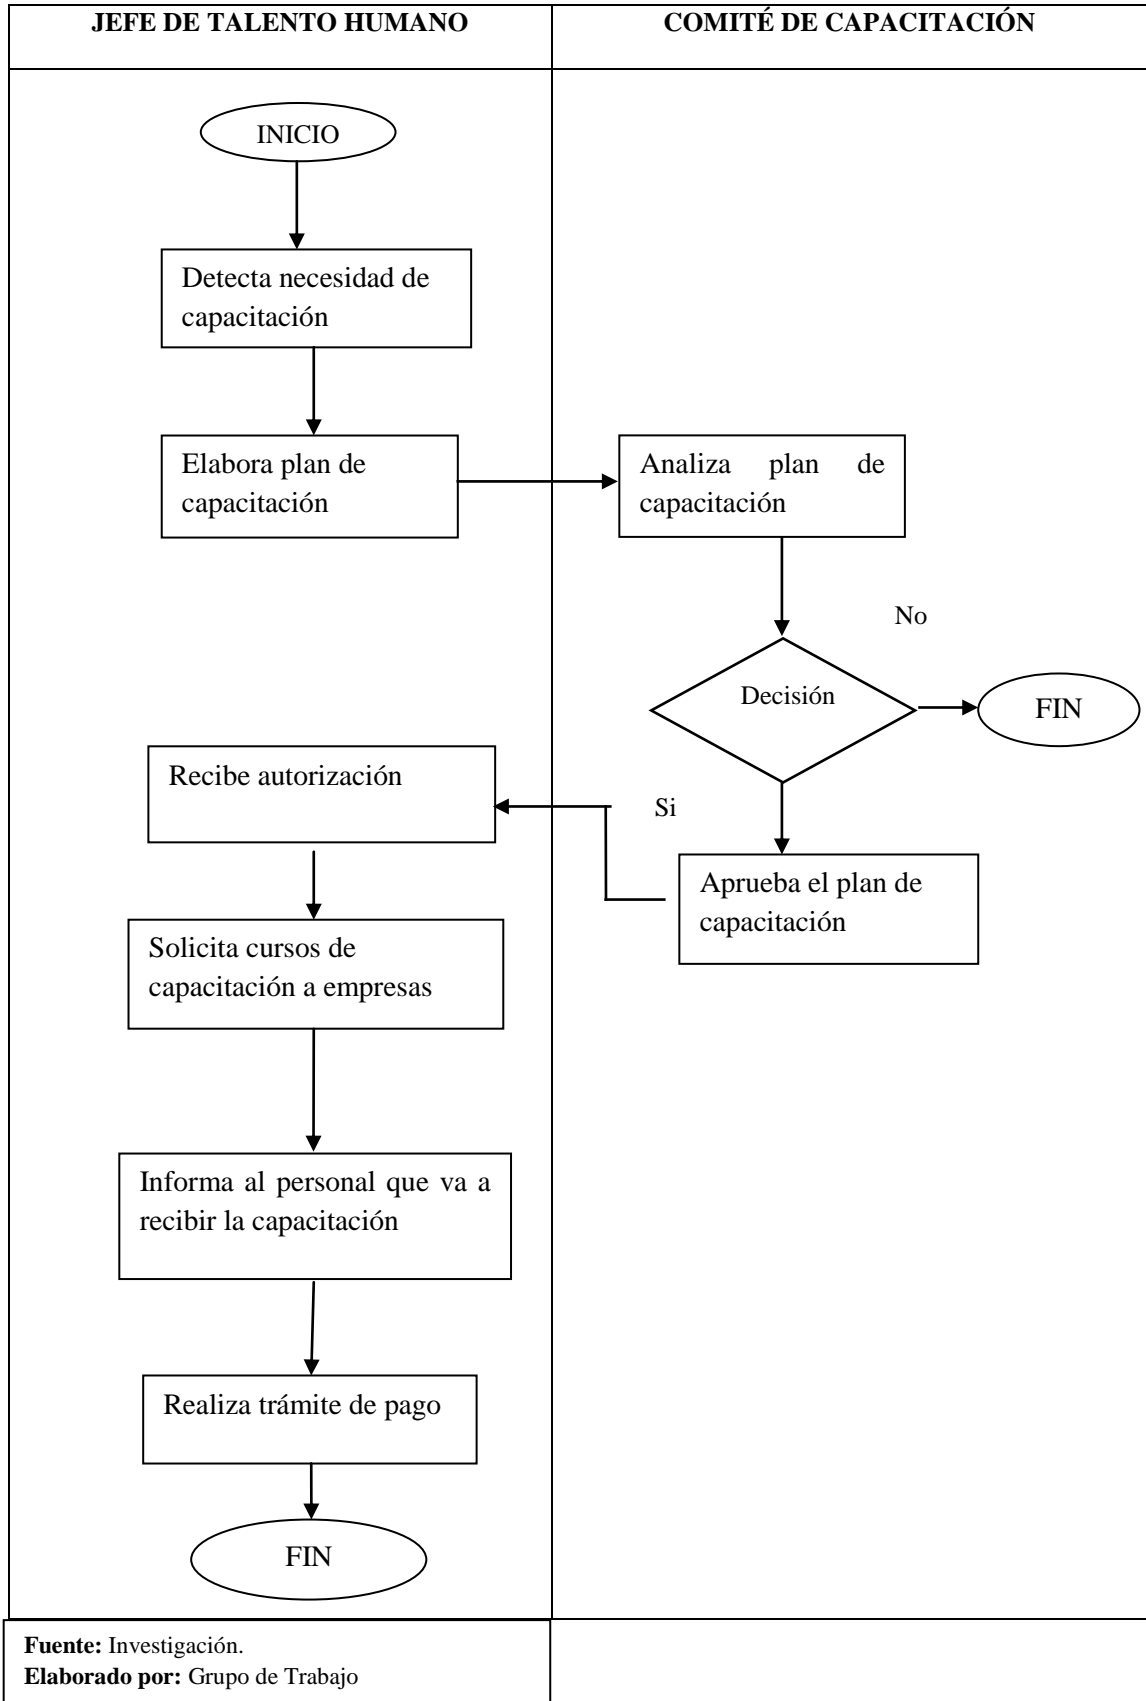 JEFE DE TALENTO HUMANO
COMITÉ DE CAPACITACIÓN
INICIO
Detecta necesidad de
capacitación
Elabora plan de
capacitación
Analiza plan de
capacitación
No
Decisión
FIN
Si
Aprueba el plan de
capacitación
Recibe autorización
Solicita cursos de
capacitación a empresas
Informa al personal que va a
recibir la capacitación
Realiza trámite de pago
FIN
Fuente: Investigación.
Elaborado por: Grupo de Trabajo